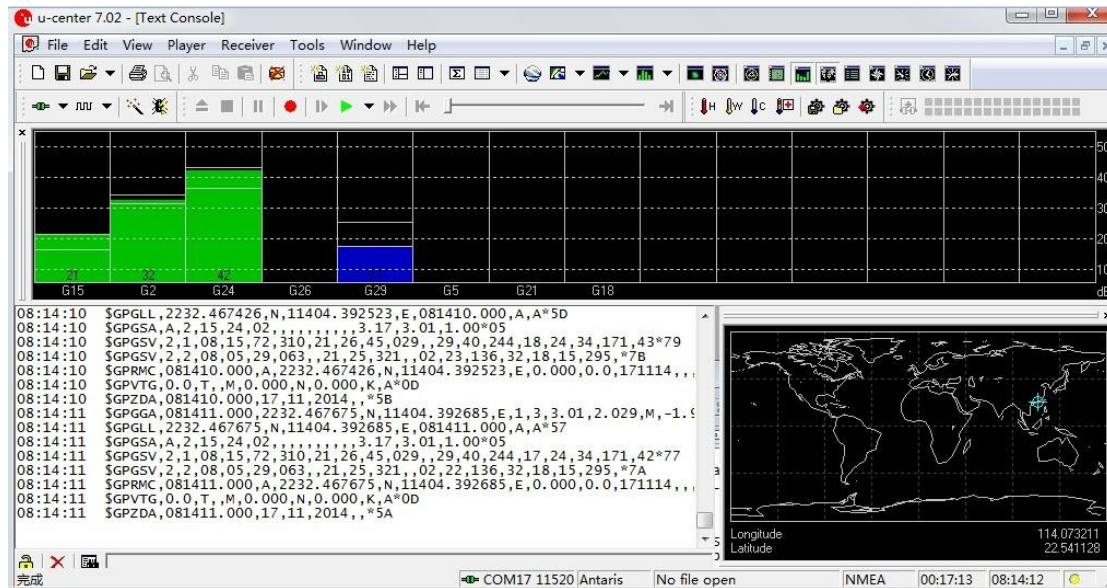 u-center 7.02 - [Text Console]
File Edit View Player Receiver Tools Window Help
50
40
30
20
10
21 32 42
G15 G2 G24 G26 G29 G5 G21 G18
08:14:10 $GPGLL,2232.467426,N,11404.392523,E,081410.000,A,A*5D
08:14:10 $GPGSA,A,2,15,24,02,,,,,,,,,,3.17,3.01,1.00*05
08:14:10 $GPGSV,2,1,08,15,72,310,21,26,45,029,,29,40,244,18,24,34,171,43*79
08:14:10 $GPGSV,2,2,08,05,29,063,,21,25,321,,02,23,136,32,18,15,295,*7B
08:14:10 $GPRMC,081410.000,A,2232.467426,N,11404.392523,E,0.000,0.0,171114,,,
08:14:10 $GPVTG,0.0,T,,M,0.000,N,0.000,K,A*0D
08:14:10 $GPZDA,081410.000,17,11,2014,,*5B
08:14:11 $GPGGA,081411.000,2232.467675,N,11404.392685,E,1,3,3.01,2.029,M,-1.9
08:14:11 $GPGLL,2232.467675,N,11404.392685,E,081411.000,A,A*57
08:14:11 $GPGSA,A,2,15,24,02,,,,,,,,,,3.17,3.01,1.00*05
08:14:11 $GPGSV,2,1,08,15,72,310,21,26,45,029,,29,40,244,17,24,34,171,42*77
08:14:11 $GPGSV,2,2,08,05,29,063,,21,25,321,,02,22,136,32,18,15,295,*7A
08:14:11 $GPRMC,081411.000,A,2232.467675,N,11404.392685,E,0.000,0.0,171114,,,
08:14:11 $GPVTG,0.0,T,,M,0.000,N,0.000,K,A*0D
08:14:11 $GPZDA,081411.000,17,11,2014,,*5A
Longitude 114.073211
Latitude 22.541128
完成 COM17 11520 Antaris No file open NMEA 00:17:13 08:14:12